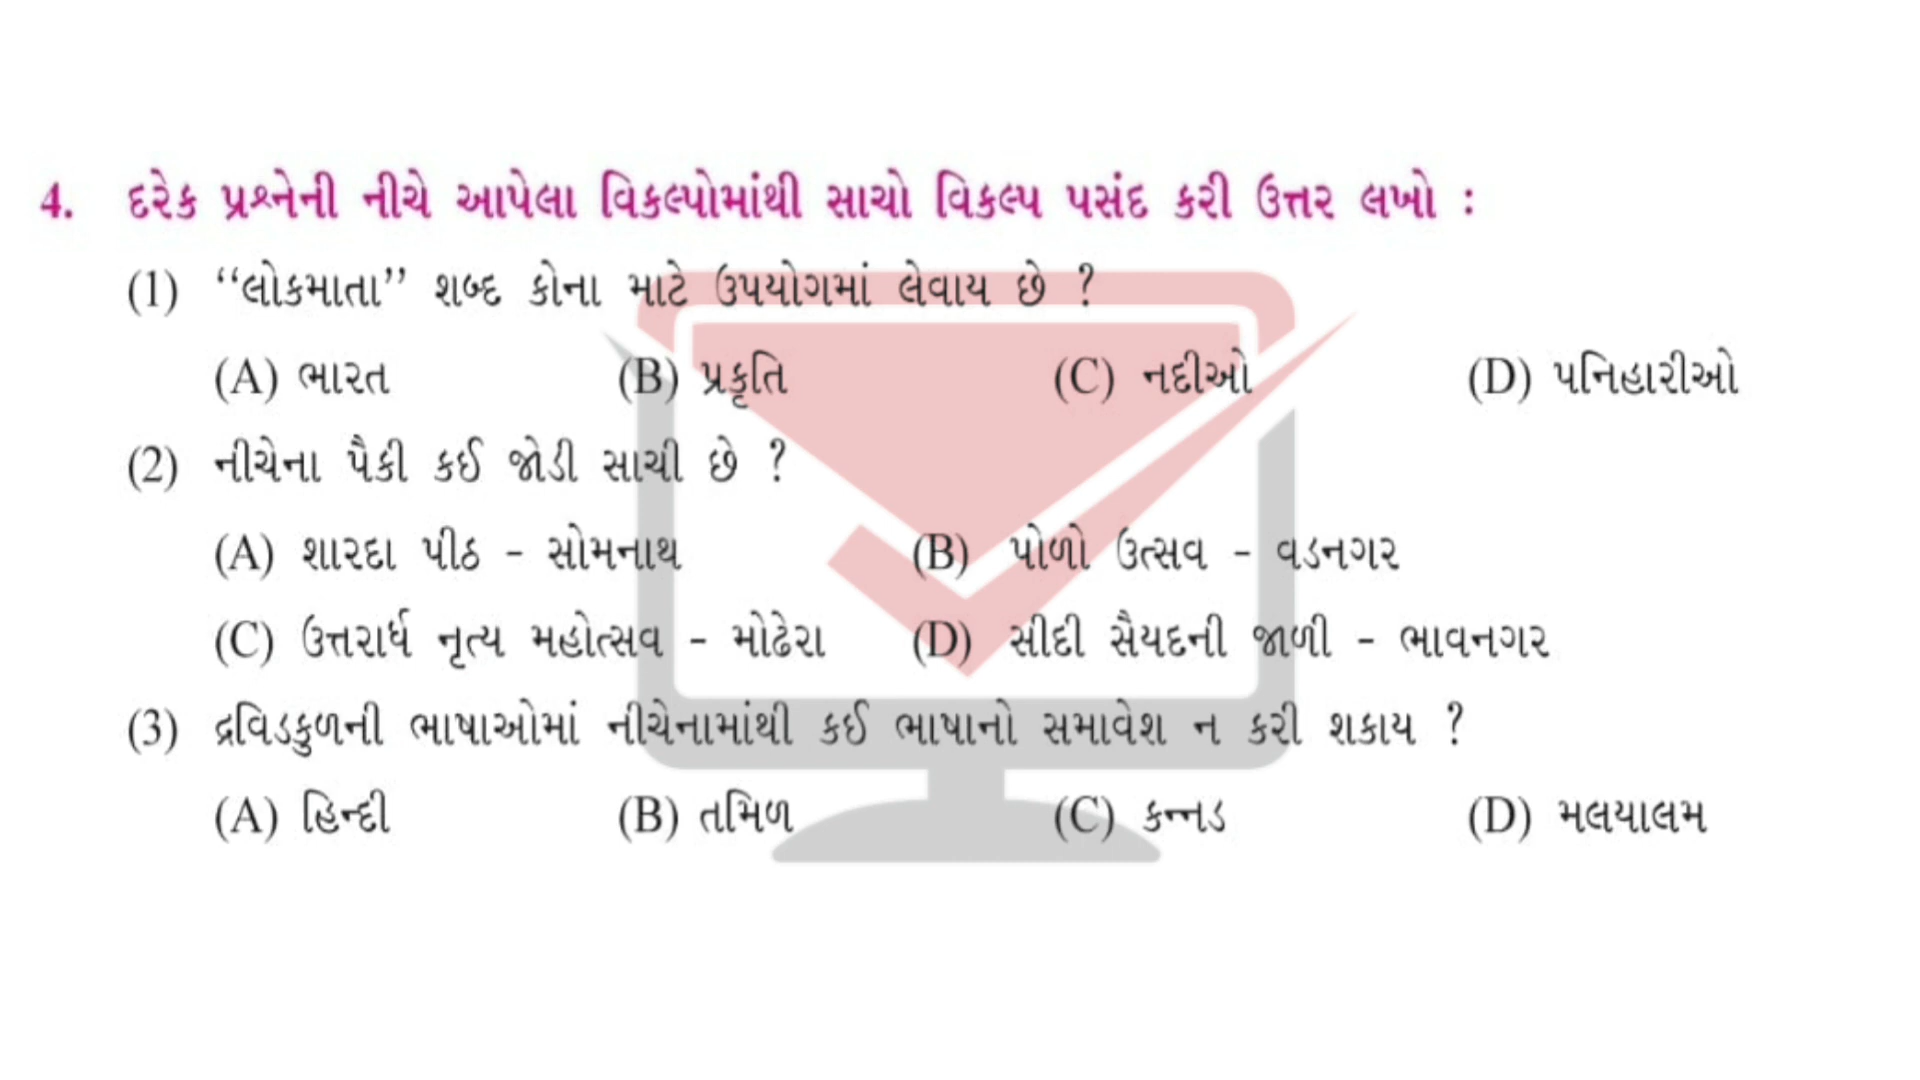 4. દરેક પ્રશ્નેની નીચે આપેલા વિકલ્પોમાંથી સાચો વિકલ્પ પસંદ કરી ઉત્તર લખો :
(1) “લોકમાતા” શબ્દ કોના માટે ઉપયોગમાં લેવાય છે ?
(A) ભારત (B) પ્રકૃતિ (C) નદીઓ (D) પનિહારીઓ
(2) નીચેના પૈકી કઈ જોડી સાચી છે ?
(A) શારદા પીઠ - સોમનાથ (B) પોળો ઉત્સવ - વડનગર
(C) ઉત્તરાર્ધ નૃત્ય મહોત્સવ - મોઢેરા (D) સીદી સૈયદની જાળી - ભાવનગર
(3) દ્રવિડકુળની ભાષાઓમાં નીચેનામાંથી કઈ ભાષાનો સમાવેશ ન કરી શકાય ?
(A) હિન્દી (B) તમિળ (C) કન્નડ (D) મલયાલમ